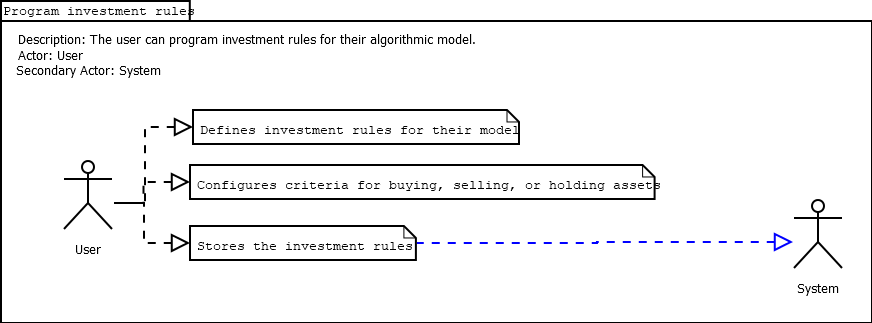 Program investment rules
Description: The user can program investment rules for their algorithmic model.
Actor: User
Secondary Actor: System
Defines investment rules for their model
Configures criteria for buying, selling, or holding assets
Stores the investment rules
User
System